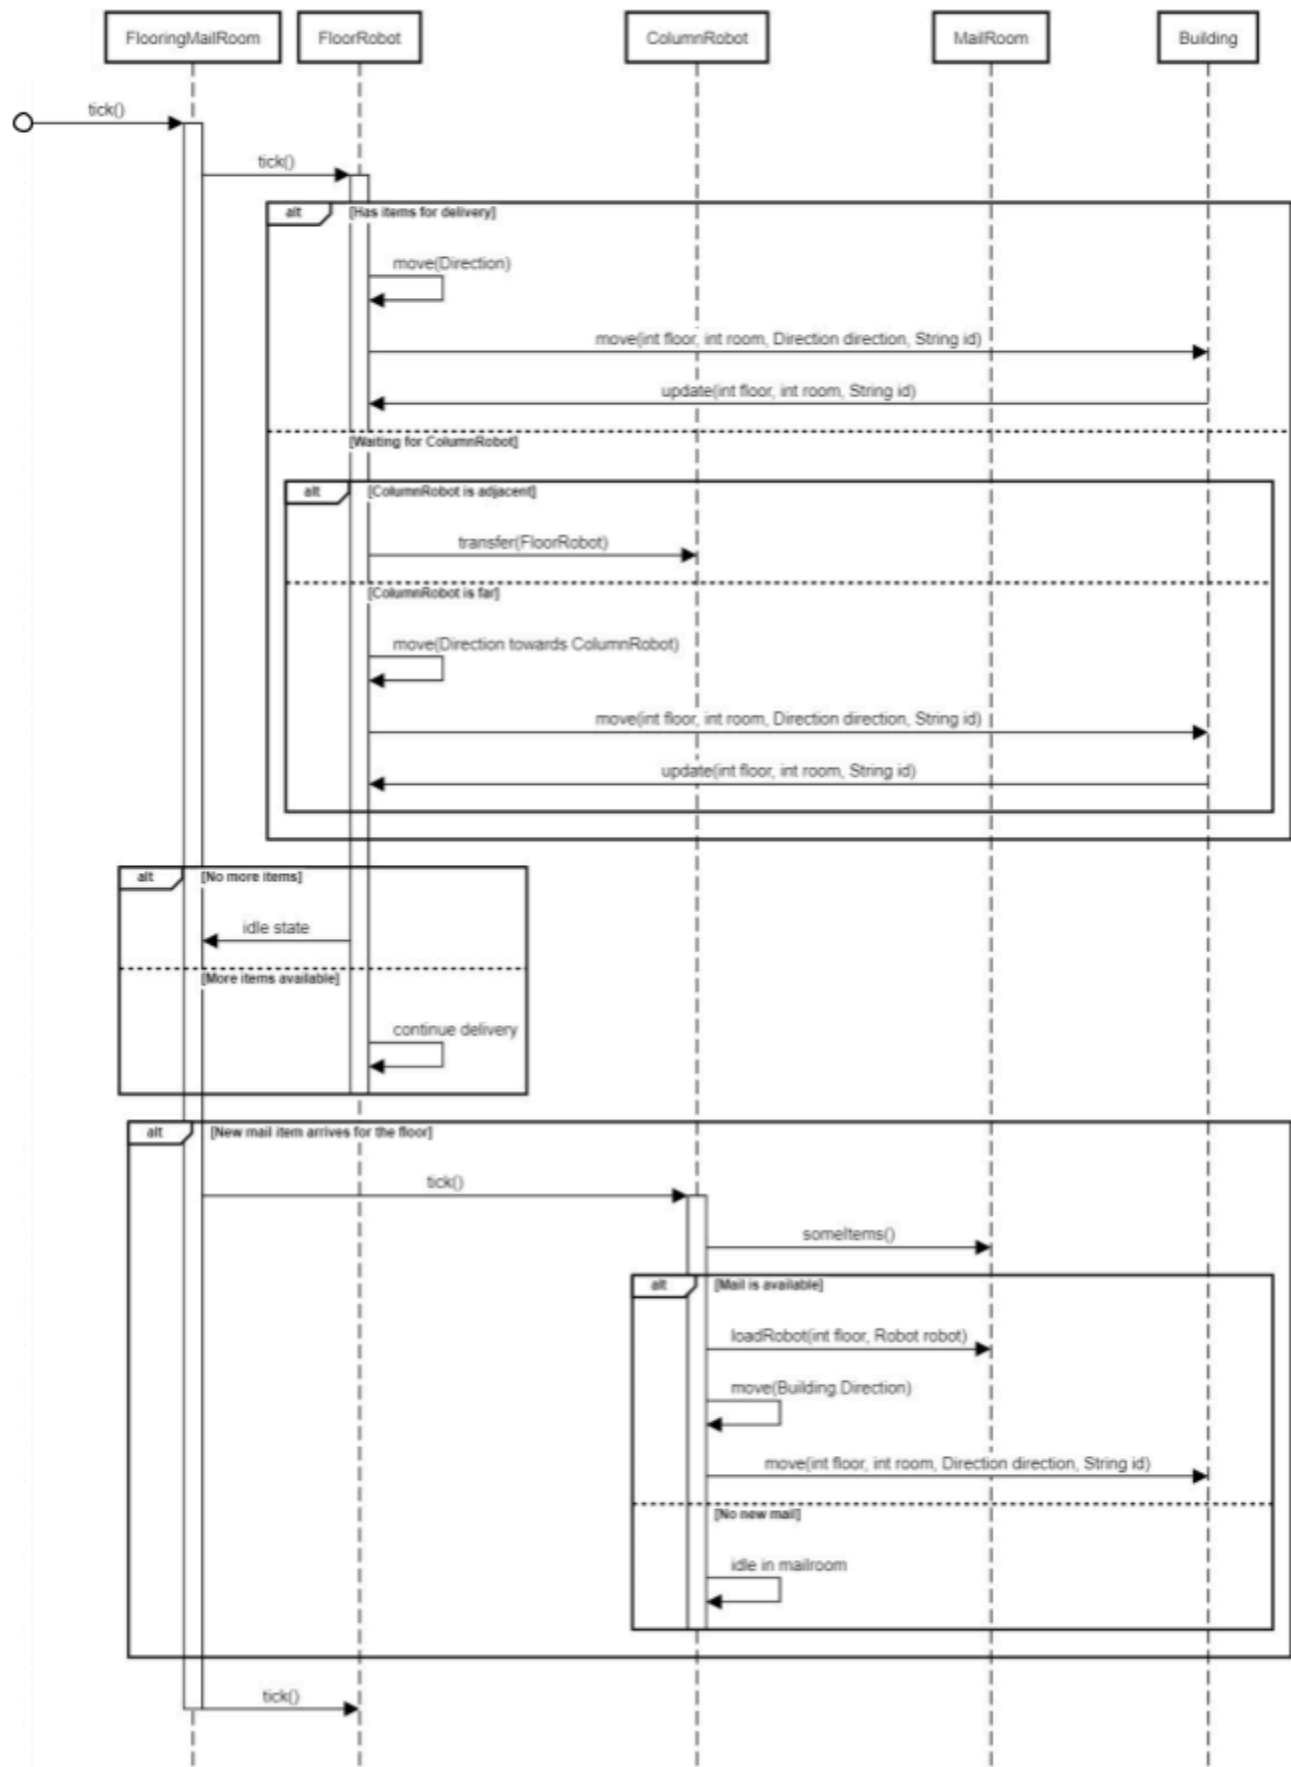 FlooringMailRoom
FloorRobot
ColumnRobot
MailRoom
Building
tick()
tick()
alt
[Has items for delivery]
move(Direction)
move(int floor, int room, Direction direction, String id)
update(int floor, int room, String id)
[Waiting for ColumnRobot]
alt
[ColumnRobot is adjacent]
transfer(FloorRobot)
[ColumnRobot is far]
move(Direction towards ColumnRobot)
move(int floor, int room, Direction direction, String id)
update(int floor, int room, String id)
alt
[No more items]
idle state
[More items available]
continue delivery
alt
[New mail item arrives for the floor]
tick()
someItems()
alt
[Mail is available]
loadRobot(int floor, Robot robot)
move(Building.Direction)
move(int floor, int room, Direction direction, String id)
[No new mail]
idle in mailroom
tick()